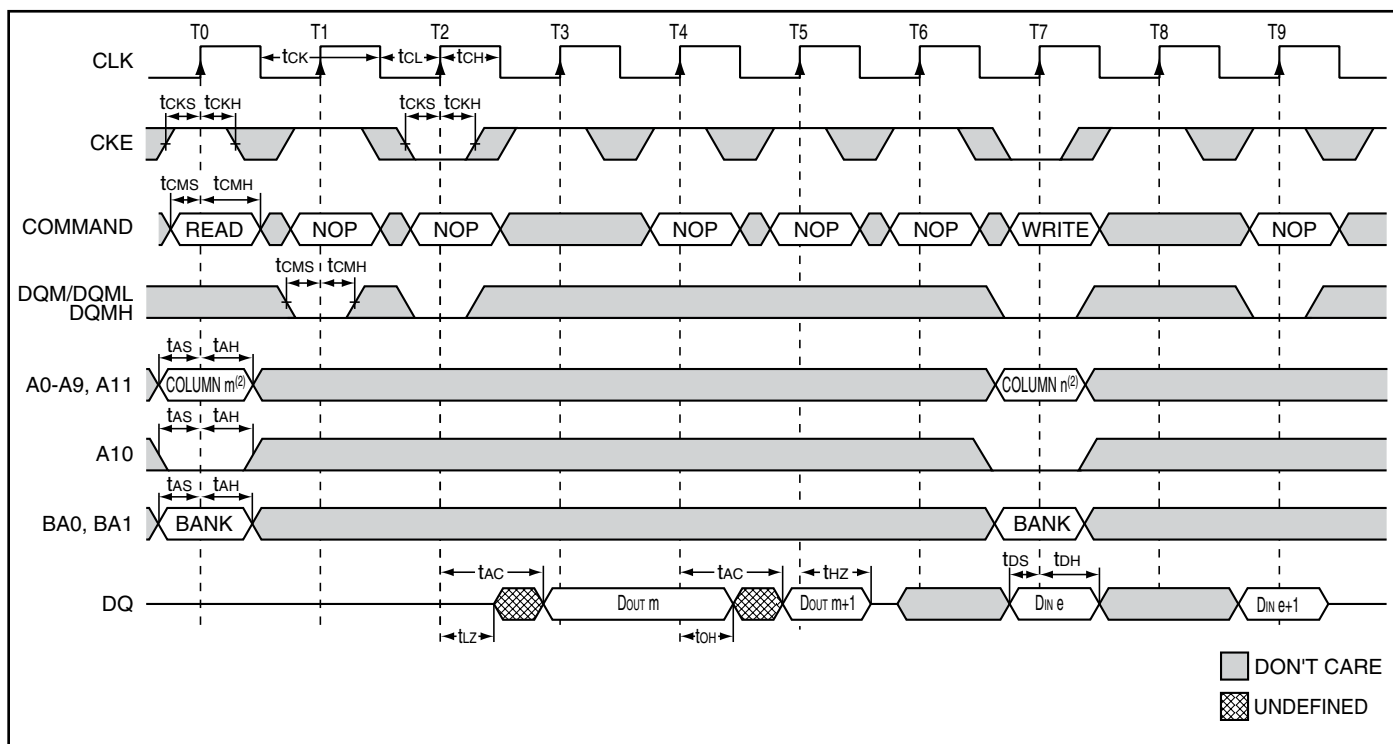 T0 T1 T2 T3 T4 T5 T6 T7 T8 T9
CLK
tCK tCL tCH
tCKS tCKH tCKS tCKH
CKE
tCMS tCMH
COMMAND READ NOP NOP NOP NOP NOP WRITE NOP
tCMS tCMH
DQM/DQML
DQMH
tAS tAH
A0-A9, A11 COLUMN m(2) COLUMN n(2)
tAS tAH
A10
tAS tAH
BA0, BA1 BANK BANK
tAC tAC tHZ tDS tDH
DQ DOUT m DOUT m+1 DIN e DIN e+1
tLZ tOH
DON'T CARE
UNDEFINED